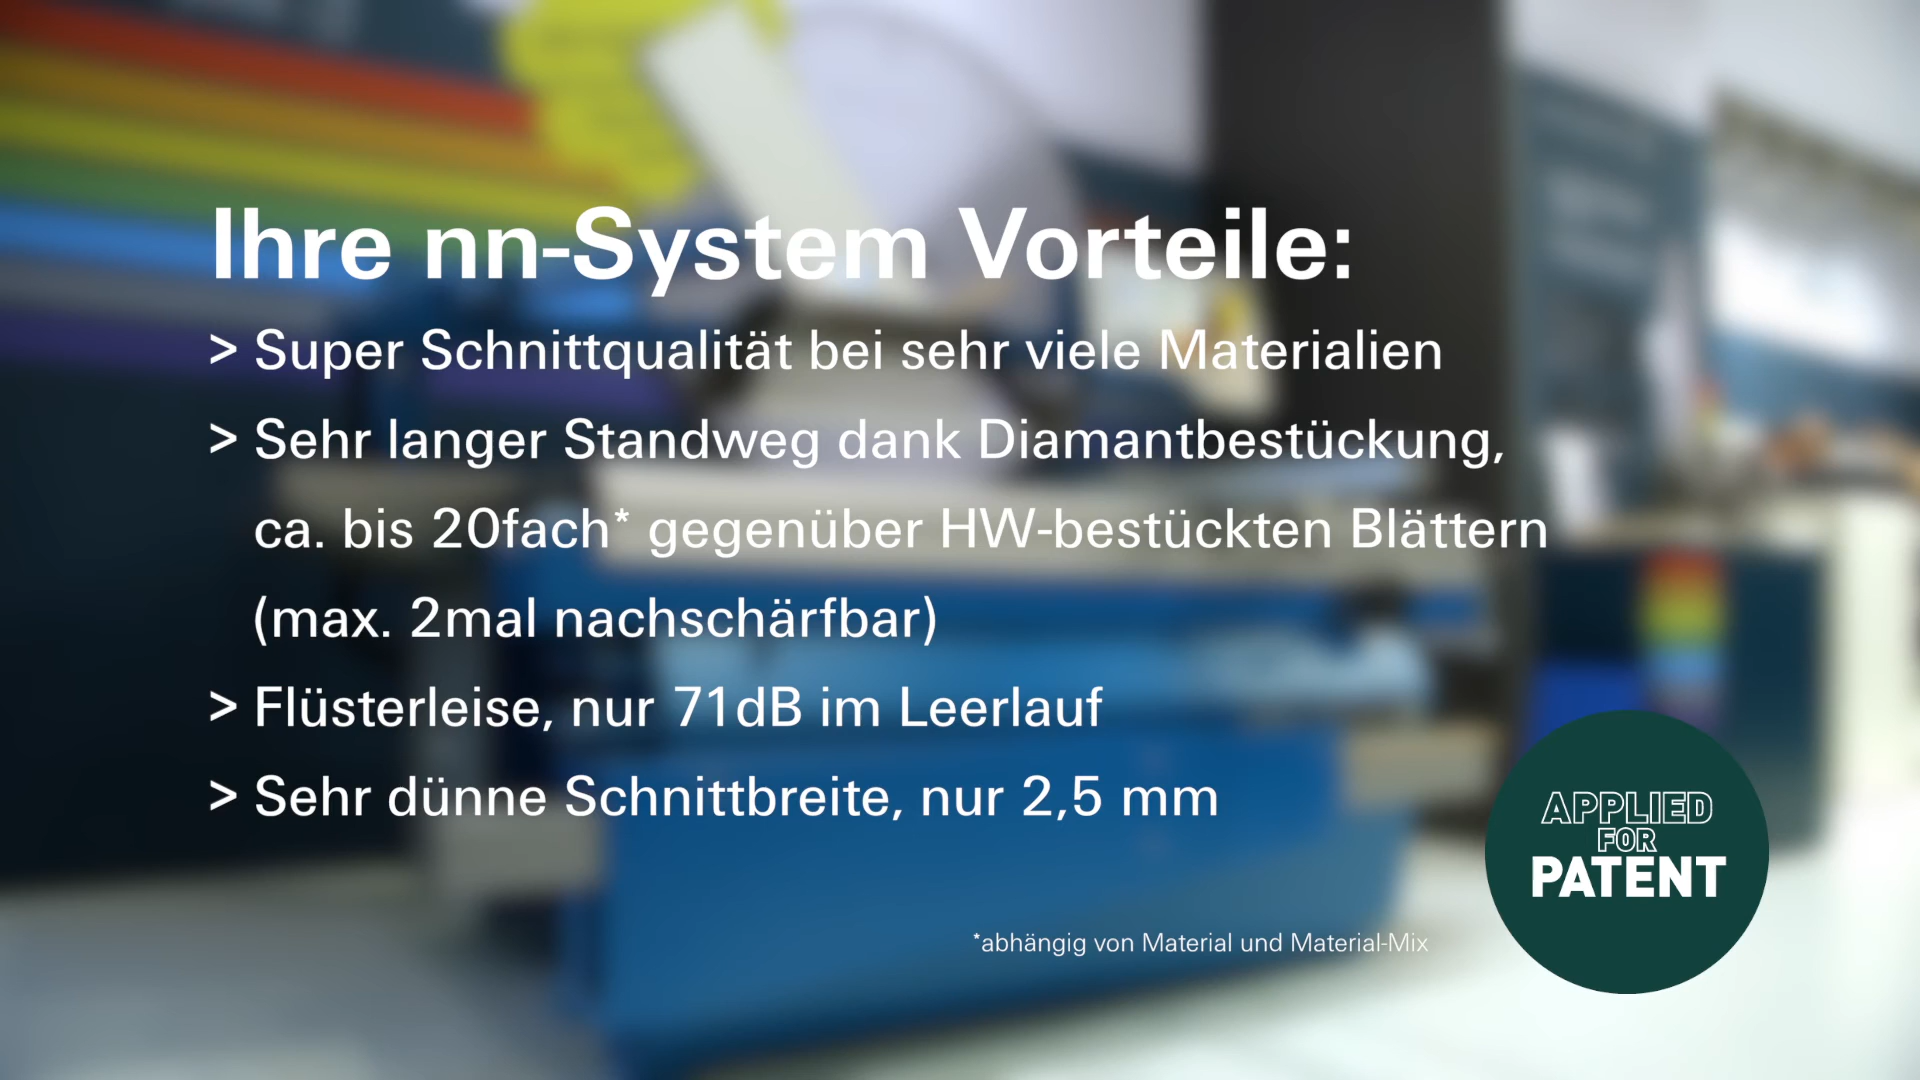 Ihre nn-System Vorteile:
> Super Schnittqualität bei sehr viele Materialien
> Sehr langer Standweg dank Diamantbestückung,
ca. bis 20fach* gegenüber HW-bestückten Blättern
(max. 2mal nachschärfbar)
> Flüsterleise, nur 71dB im Leerlauf
> Sehr dünne Schnittbreite, nur 2,5 mm
APPLIED
FOR
PATENT
*abhängig von Material und Material-Mix